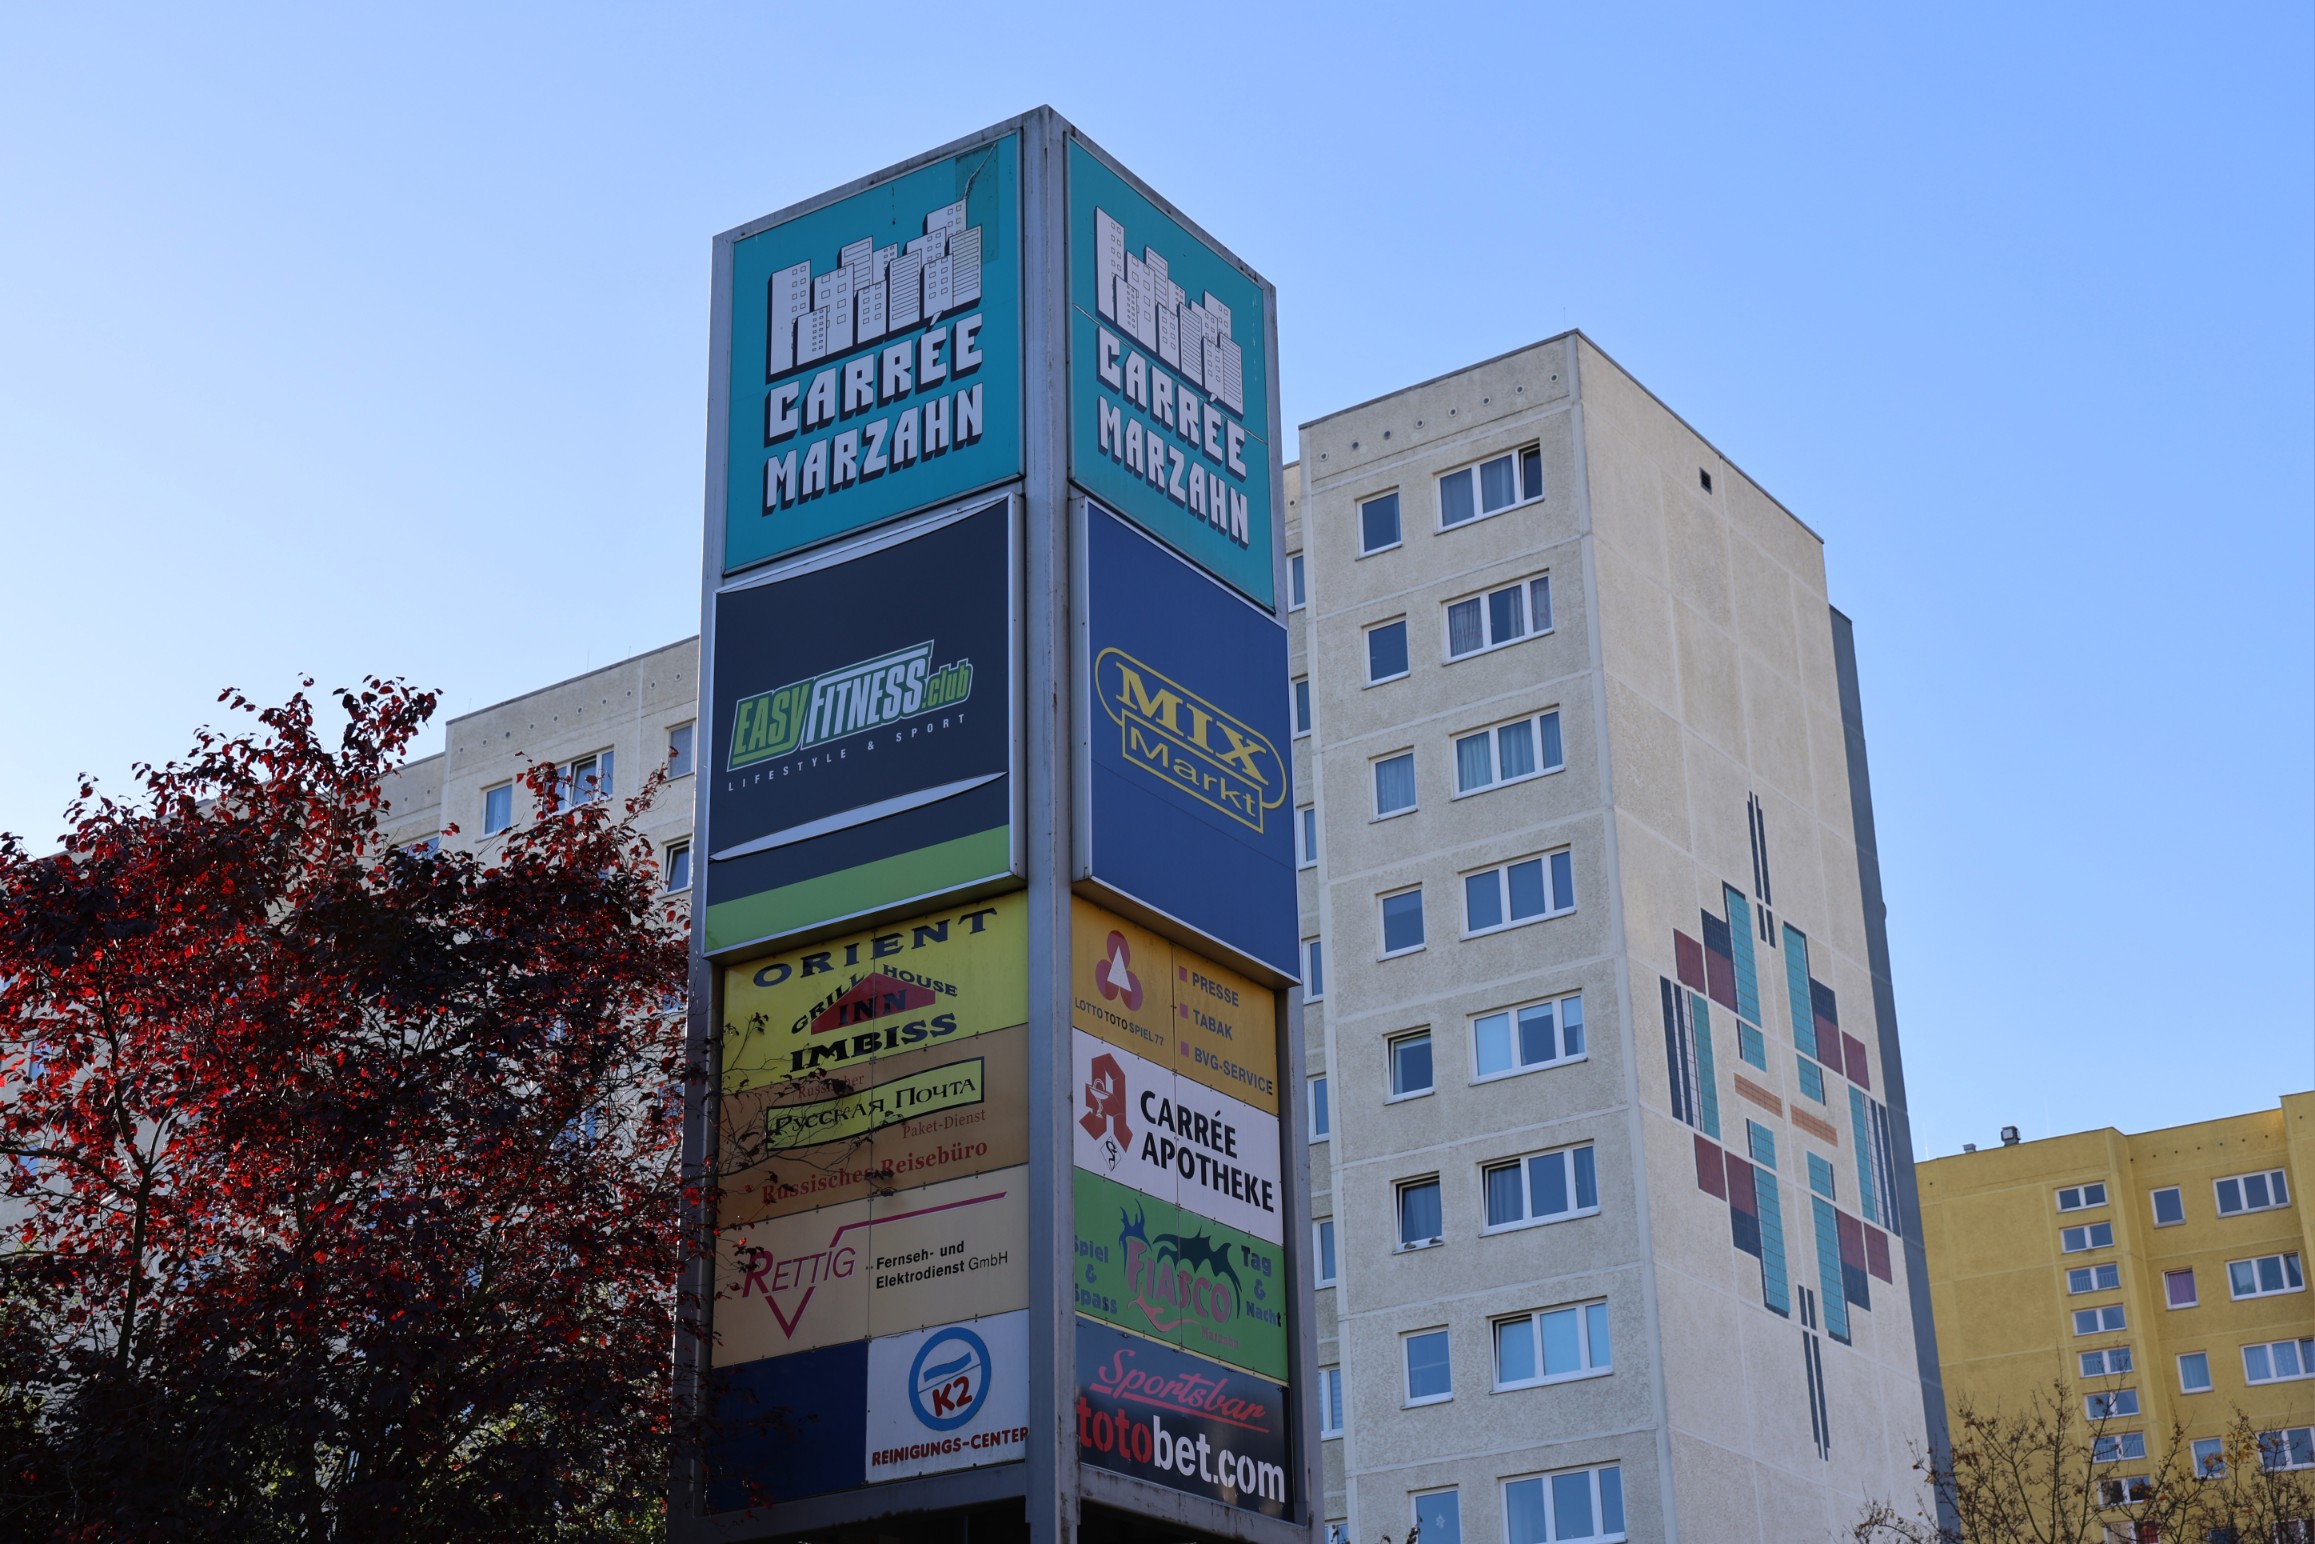 CARRÉE
MARZAHN
EASYFITNESS.club
LIFESTYLE & SPORT
ORIENT
GRILL HOUSE
INN
IMBISS
Russischer
Русская Почта
Paket-Dienst
Russisches Reisebüro
RETTIG
Fernseh- und
Elektrodienst GmbH
K2
REINIGUNGS-CENTER
CARRÉE
MARZAHN
MIX
Markt
LOTTO TOTO SPIEL 77
PRESSE
TABAK
BVG-SERVICE
CARRÉE
APOTHEKE
Spiel
&
Spass
FIASCO
Tag
&
Nacht
Sportsbar
totobet.com